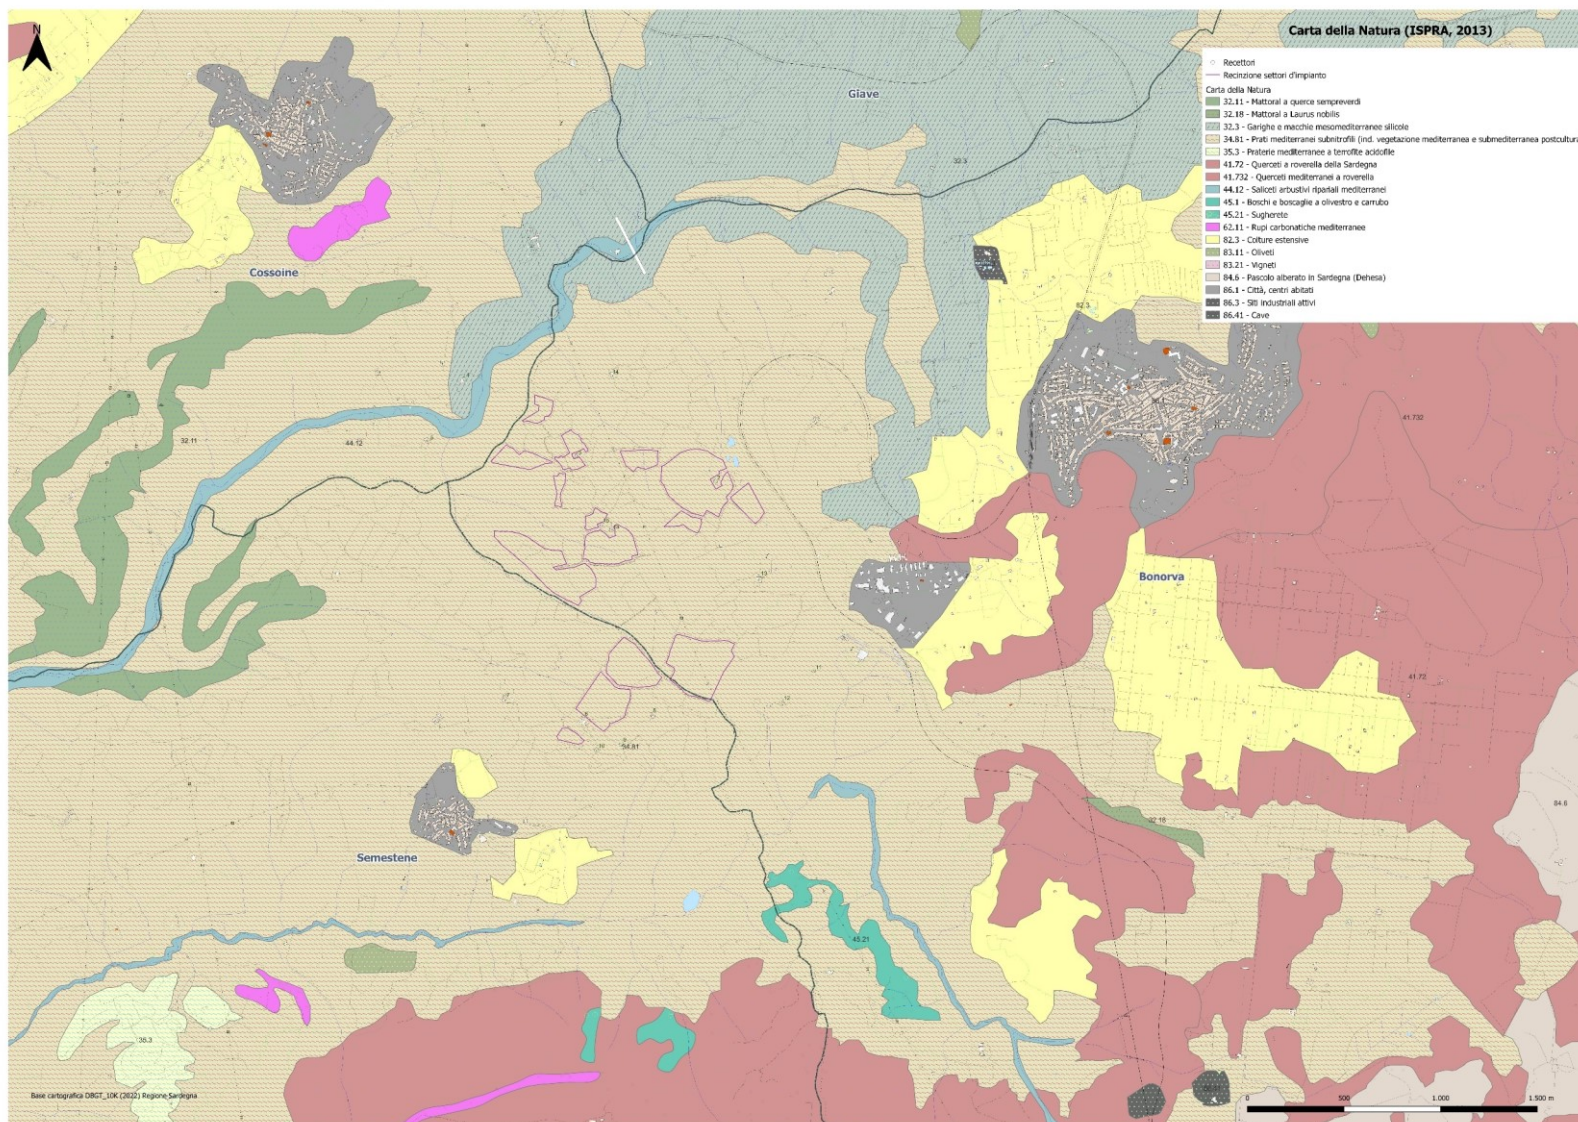 N
Carta della Natura (ISPRA, 2013)
Recettori
Recinzione settori d'impianto
Carta della Natura
32.11 - Mattoral a querce sempreverdi
32.18 - Mattoral a Laurus nobilis
32.3 - Garighe e macchie mesomediterranee silicole
34.81 - Prati mediterranei subnitrofili (ind. vegetazione mediterranea e submediterranea postcultura
35.3 - Praterie mediterranee a terrofite acidofile
41.72 - Querceti a roverella della Sardegna
41.732 - Querceti mediterranei a roverella
44.12 - Saliceti arbustivi ripariali mediterranei
45.1 - Boschi e boscaglie a olivestro e carrubo
45.21 - Sugherete
62.11 - Rupi carbonatiche mediterranee
82.3 - Colture estensive
83.11 - Oliveti
83.21 - Vigneti
84.6 - Pascolo alberato in Sardegna (Dehesa)
86.1 - Città, centri abitati
86.3 - Siti industriali attivi
86.41 - Cave
Giave
32.3
Cossoine
82.3
14
41.732
32.11
44.12
13
Bonorva
11
12
41.72
34.81
84.6
32.18
Semestene
45.21
35.3
Base cartografica DBGT_10K (2022) Regione Sardegna
0 500 1.000 1.500 m